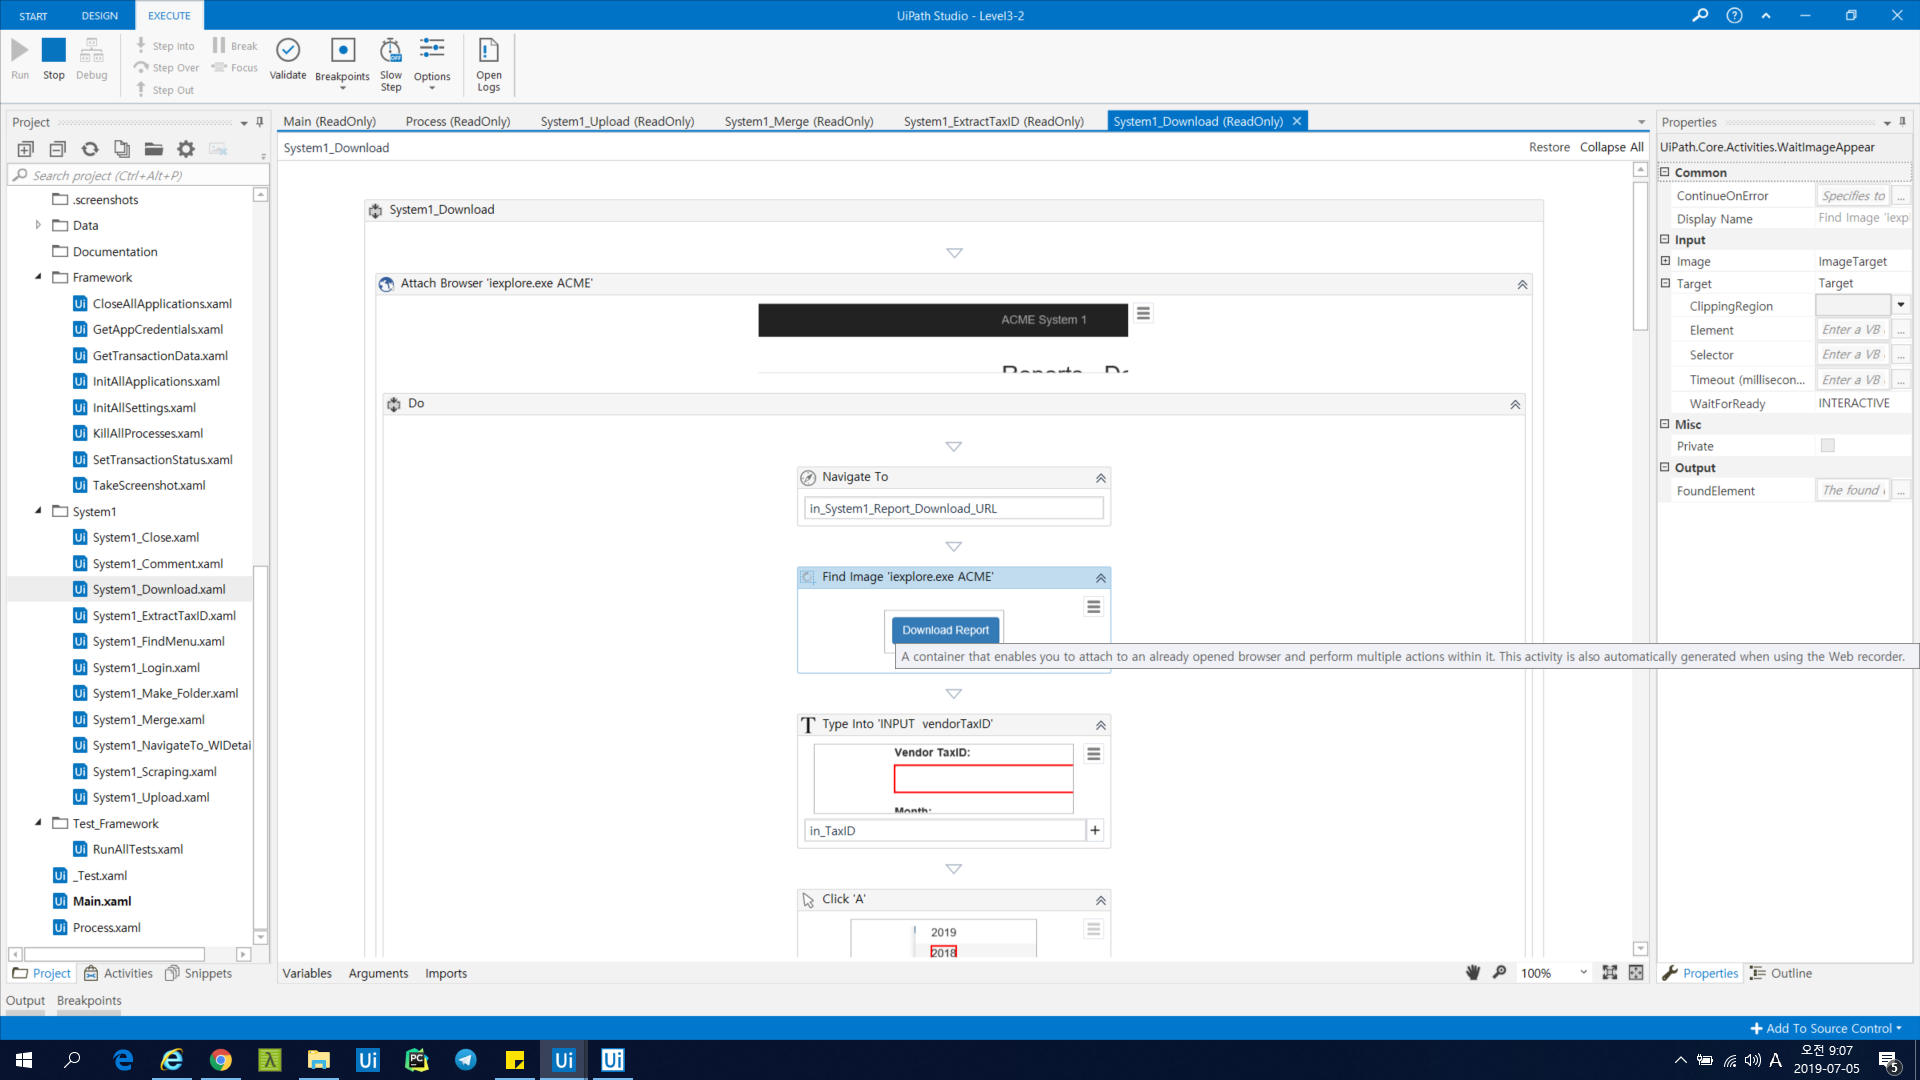 START
DESIGN
EXECUTE
UiPath Studio - Level3-2
Run
Stop
Debug
Step Into
Step Over
Step Out
Break
Focus
Validate
Breakpoints
Slow
Step
Options
Open
Logs
Project
Search project (Ctrl+Alt+P)
.screenshots
Data
Documentation
Framework
CloseAllApplications.xaml
GetAppCredentials.xaml
GetTransactionData.xaml
InitAllApplications.xaml
InitAllSettings.xaml
KillAllProcesses.xaml
SetTransactionStatus.xaml
TakeScreenshot.xaml
System1
System1_Close.xaml
System1_Comment.xaml
System1_Download.xaml
System1_ExtractTaxID.xaml
System1_FindMenu.xaml
System1_Login.xaml
System1_Make_Folder.xaml
System1_Merge.xaml
System1_NavigateTo_WIDetai
System1_Scraping.xaml
System1_Upload.xaml
Test_Framework
RunAllTests.xaml
_Test.xaml
Main.xaml
Process.xaml
Project
Activities
Snippets
Main (ReadOnly)
Process (ReadOnly)
System1_Upload (ReadOnly)
System1_Merge (ReadOnly)
System1_ExtractTaxID (ReadOnly)
System1_Download (ReadOnly)
System1_Download
Restore
Collapse All
System1_Download
Attach Browser 'iexplore.exe ACME'
ACME System 1
Reports - Do
Do
Navigate To
in_System1_Report_Download_URL
Find Image 'iexplore.exe ACME'
Download Report
A container that enables you to attach to an already opened browser and perform multiple actions within it. This activity is also automatically generated when using the Web recorder.
Type Into 'INPUT  vendorTaxID'
Vendor TaxID:
Month:
in_TaxID
Click 'A'
2019
2018
Variables
Arguments
Imports
100%
Properties
UiPath.Core.Activities.WaitImageAppear
Common
ContinueOnError
Specifies to
...
Display Name
Find Image 'iexpl
Input
Image
ImageTarget
Target
Target
ClippingRegion
Element
Enter a VB
...
Selector
Enter a VB
...
Timeout (millisecon...
Enter a VB
...
WaitForReady
INTERACTIVE
Misc
Private
Output
FoundElement
The found
...
Properties
Outline
Output
Breakpoints
Add To Source Control
오전 9:07
2019-07-05
A
5